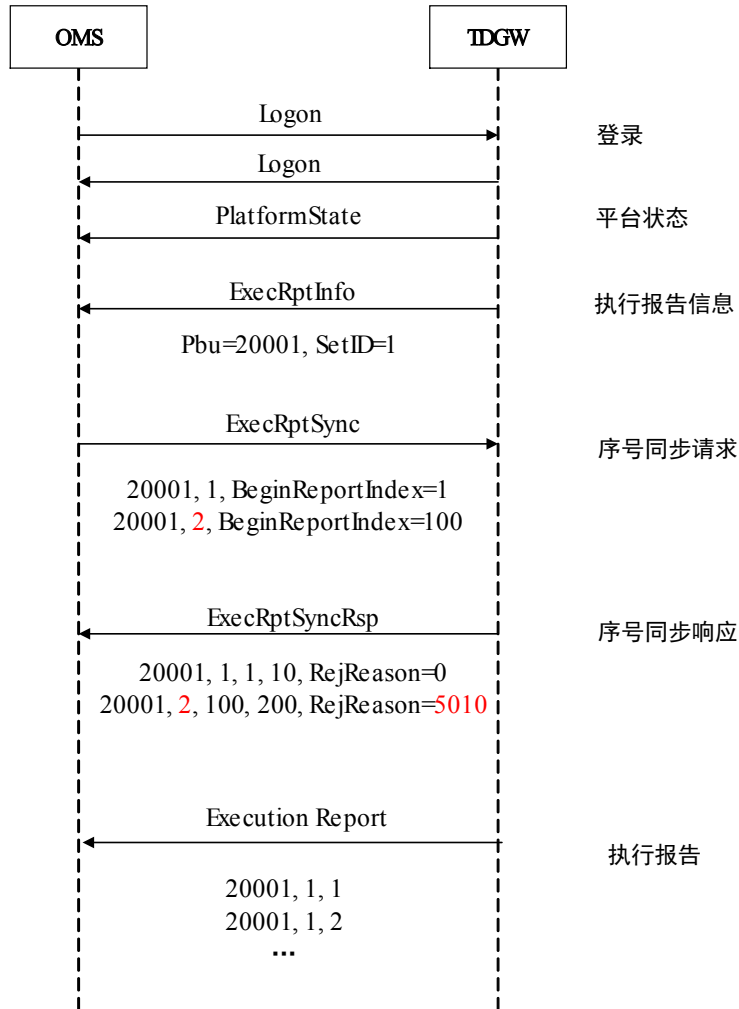 OMS
TDGW
Logon
登录
Logon
PlatformState
平台状态
ExecRptInfo
执行报告信息
Pbu=20001, SetID=1
ExecRptSync
序号同步请求
20001, 1, BeginReportIndex=1
20001, 2, BeginReportIndex=100
ExecRptSyncRsp
序号同步响应
20001, 1, 1, 10, RejReason=0
20001, 2, 100, 200, RejReason=5010
Execution Report
执行报告
20001, 1, 1
20001, 1, 2
...